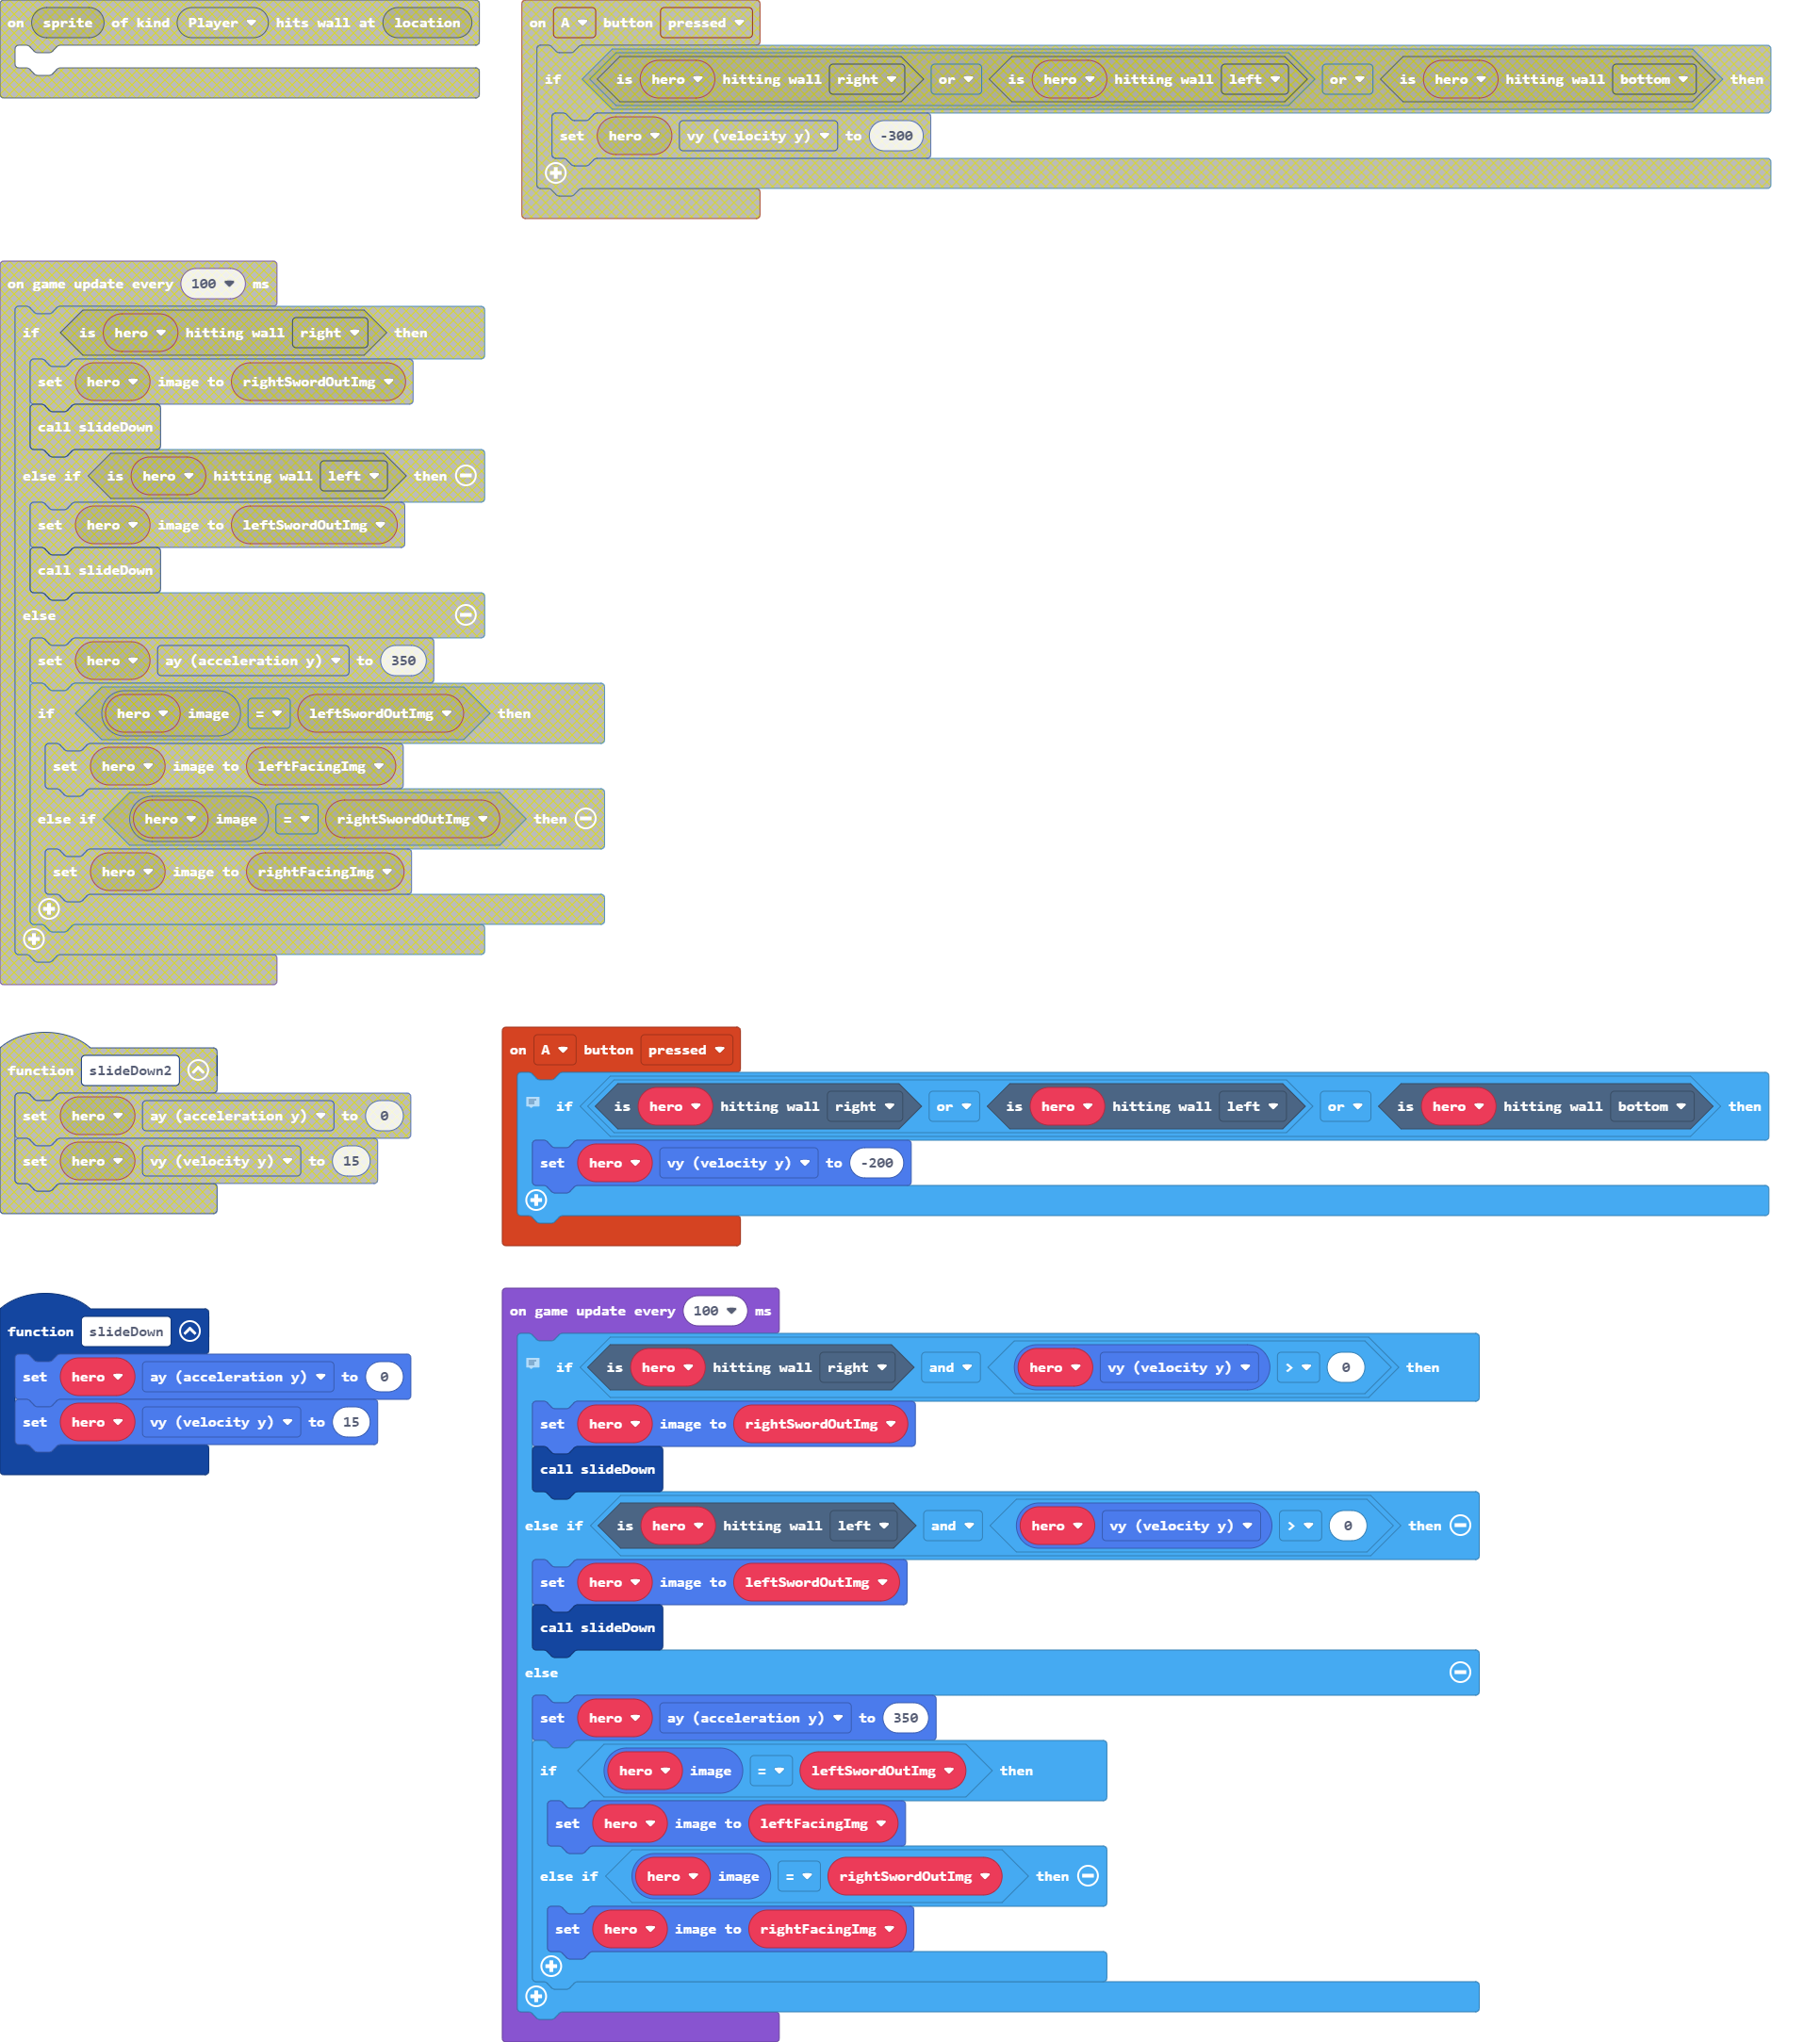 on sprite of kind Player hits wall at location
on A button pressed
if is hero hitting wall right or is hero hitting wall left or is hero hitting wall bottom then
set hero vy (velocity y) to -300
on game update every 100 ms
if is hero hitting wall right then
set hero image to rightSwordOutImg
call slideDown
else if is hero hitting wall left then
set hero image to leftSwordOutImg
call slideDown
else
set hero ay (acceleration y) to 350
if hero image = leftSwordOutImg then
set hero image to leftFacingImg
else if hero image = rightSwordOutImg then
set hero image to rightFacingImg
function slideDown2
set hero ay (acceleration y) to 0
set hero vy (velocity y) to 15
on A button pressed
if is hero hitting wall right or is hero hitting wall left or is hero hitting wall bottom then
set hero vy (velocity y) to -200
function slideDown
set hero ay (acceleration y) to 0
set hero vy (velocity y) to 15
on game update every 100 ms
if is hero hitting wall right and hero vy (velocity y) > 0 then
set hero image to rightSwordOutImg
call slideDown
else if is hero hitting wall left and hero vy (velocity y) > 0 then
set hero image to leftSwordOutImg
call slideDown
else
set hero ay (acceleration y) to 350
if hero image = leftSwordOutImg then
set hero image to leftFacingImg
else if hero image = rightSwordOutImg then
set hero image to rightFacingImg